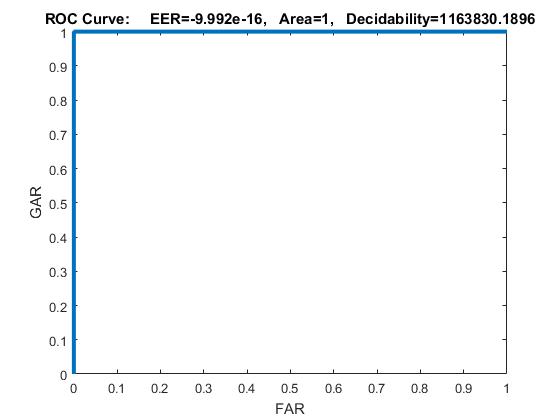 ROC Curve: EER=-9.992e-16, Area=1, Decidability=1163830.1896
1
0.9
0.8
0.7
0.6
0.5
0.4
0.3
0.2
0.1
0
GAR
0 0.1 0.2 0.3 0.4 0.5 0.6 0.7 0.8 0.9 1
FAR